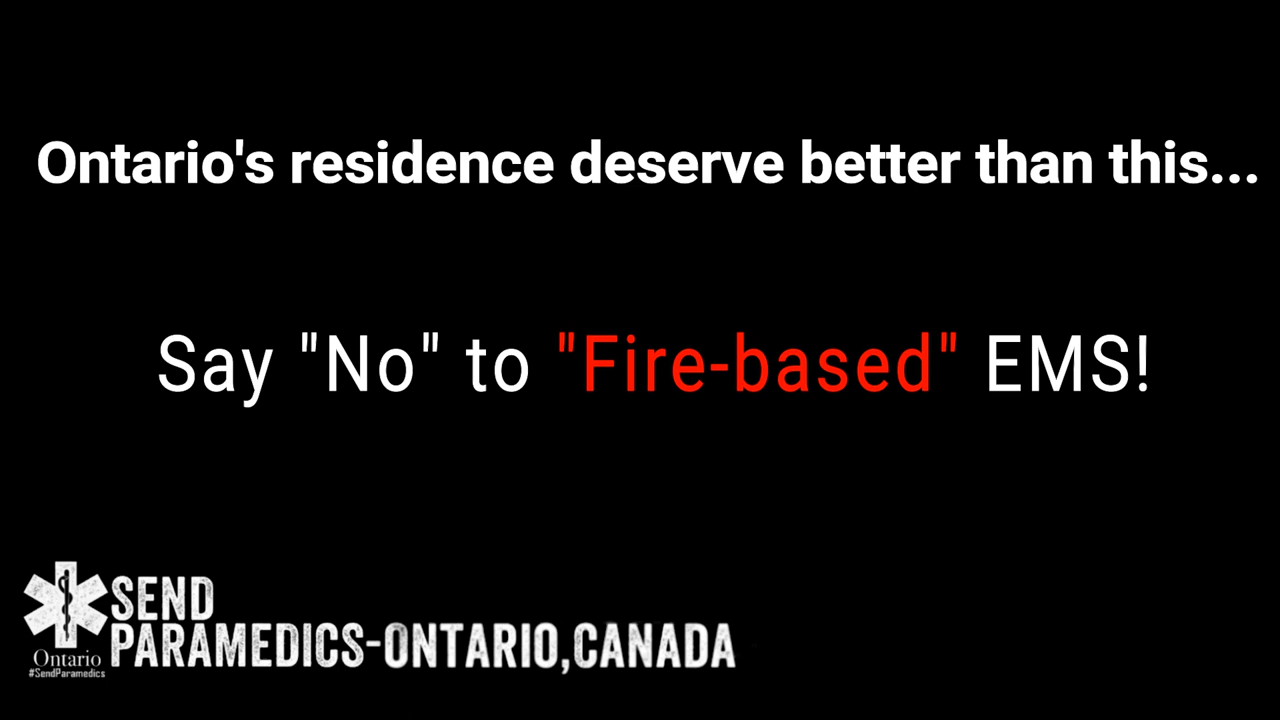 Ontario's residence deserve better than this...
Say "No" to "Fire-based" EMS!
SEND
PARAMEDICS-ONTARIO,CANADA
Ontario
#SendParamedics